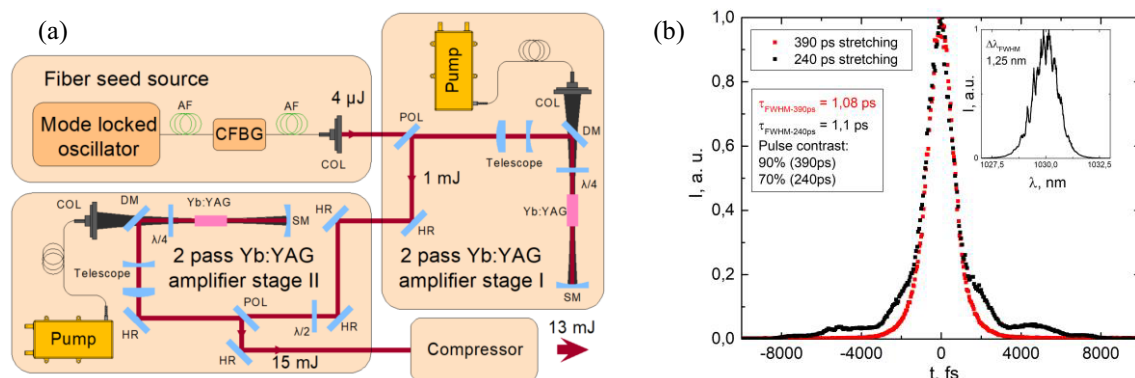 (a)
Fiber seed source
Mode locked
oscillator
AF
CFBG
AF
COL
4 μJ
POL
Telescope
COL
DM
λ/4
Yb:YAG
SM
Pump
1 mJ
HR
2 pass Yb:YAG
amplifier stage I
COL
DM
λ/4
Yb:YAG
SM
HR
HR
2 pass Yb:YAG
amplifier stage II
Telescope
Pump
HR
POL
λ/2
HR
HR
15 mJ
Compressor
13 mJ
(b)
390 ps stretching
240 ps stretching
τFWHM-390ps = 1,08 ps
τFWHM-240ps = 1,1 ps
Pulse contrast:
90% (390ps)
70% (240ps)
I, a. u.
1,0
0,8
0,6
0,4
0,2
0,0
-8000
-4000
0
4000
8000
t, fs
ΔλFWHM
1,25 nm
I, a.u.
1
0
1027,5
1030,0
1032,5
λ, nm